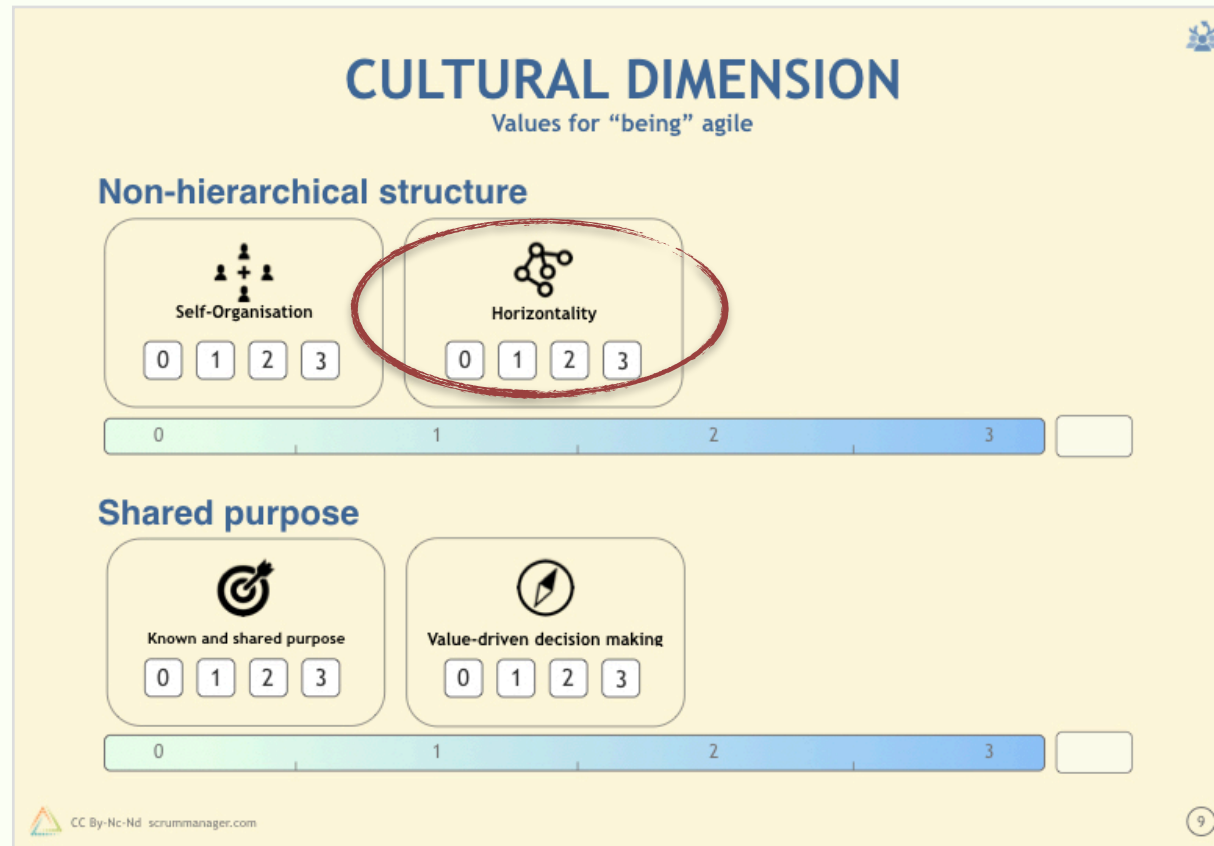 CULTURAL DIMENSION
Values for “being” agile
Non-hierarchical structure
Self-Organisation
0 1 2 3
Horizontality
0 1 2 3
0 1 2 3
Shared purpose
Known and shared purpose
0 1 2 3
Value-driven decision making
0 1 2 3
0 1 2 3
CC By-Nc-Nd scrummanager.com
9